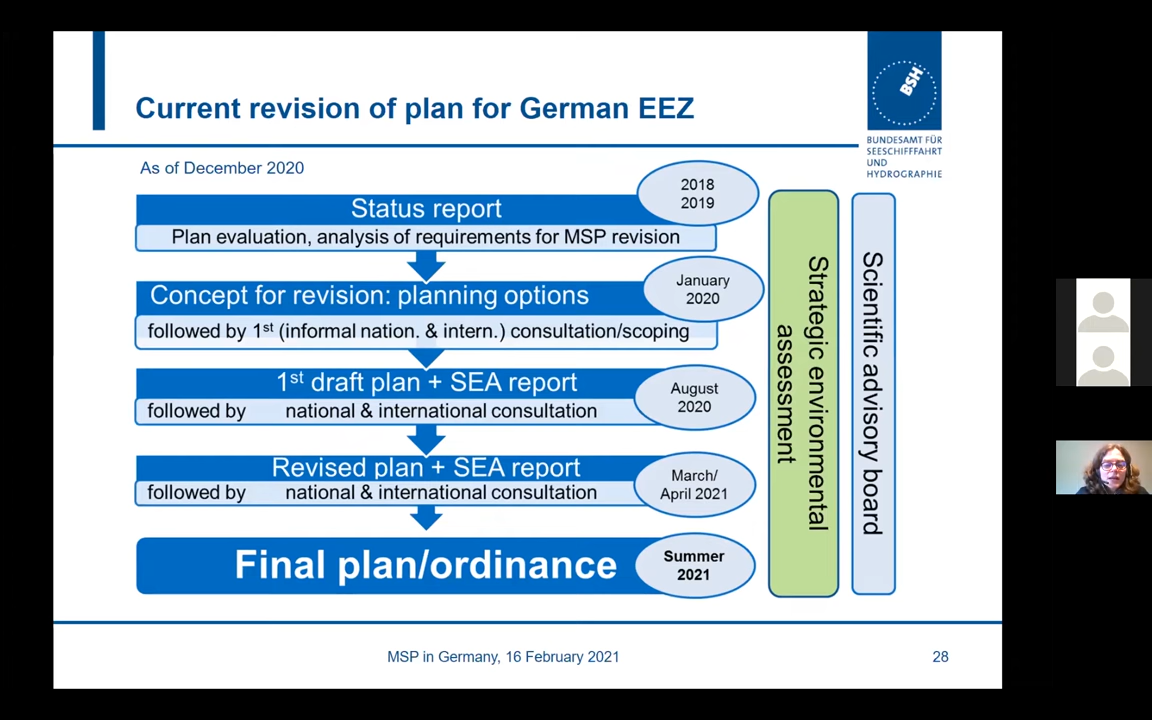 Current revision of plan for German EEZ
BSH
BUNDESAMT FÜR
SEESCHIFFFAHRT
UND
HYDROGRAPHIE
As of December 2020
Status report
2018
2019
Plan evaluation, analysis of requirements for MSP revision
Concept for revision: planning options
January
2020
followed by 1st (informal nation. & intern.) consultation/scoping
1st draft plan + SEA report
August
2020
followed by national & international consultation
Revised plan + SEA report
March/
April 2021
followed by national & international consultation
Final plan/ordinance
Summer
2021
Strategic environmental
assessment
Scientific advisory board
MSP in Germany, 16 February 2021
28